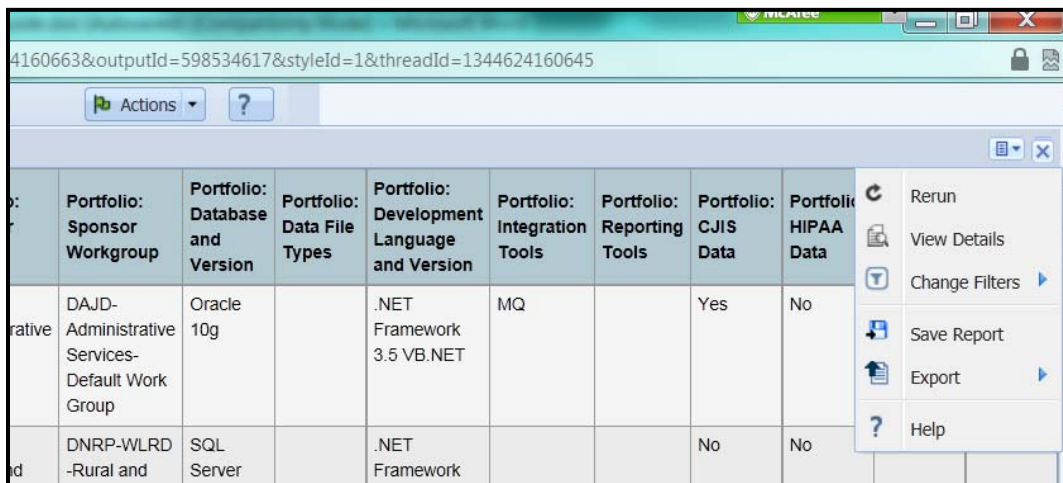 McAfee
4160663&outputId=598534617&styleId=1&threadId=1344624160645
Actions
?
Portfolio:
Sponsor
Workgroup
Portfolio:
Database
and
Version
Portfolio:
Data File
Types
Portfolio:
Development
Language
and Version
Portfolio:
Integration
Tools
Portfolio:
Reporting
Tools
Portfolio:
CJIS
Data
Portfolio
HIPAA
Data
rative
DAJD-
Administrative
Services-
Default Work
Group
Oracle
10g
.NET
Framework
3.5 VB.NET
MQ
Yes
No
nd
DNRP-WLRD
-Rural and
SQL
Server
.NET
Framework
No
No
Rerun
View Details
Change Filters
Save Report
Export
? Help